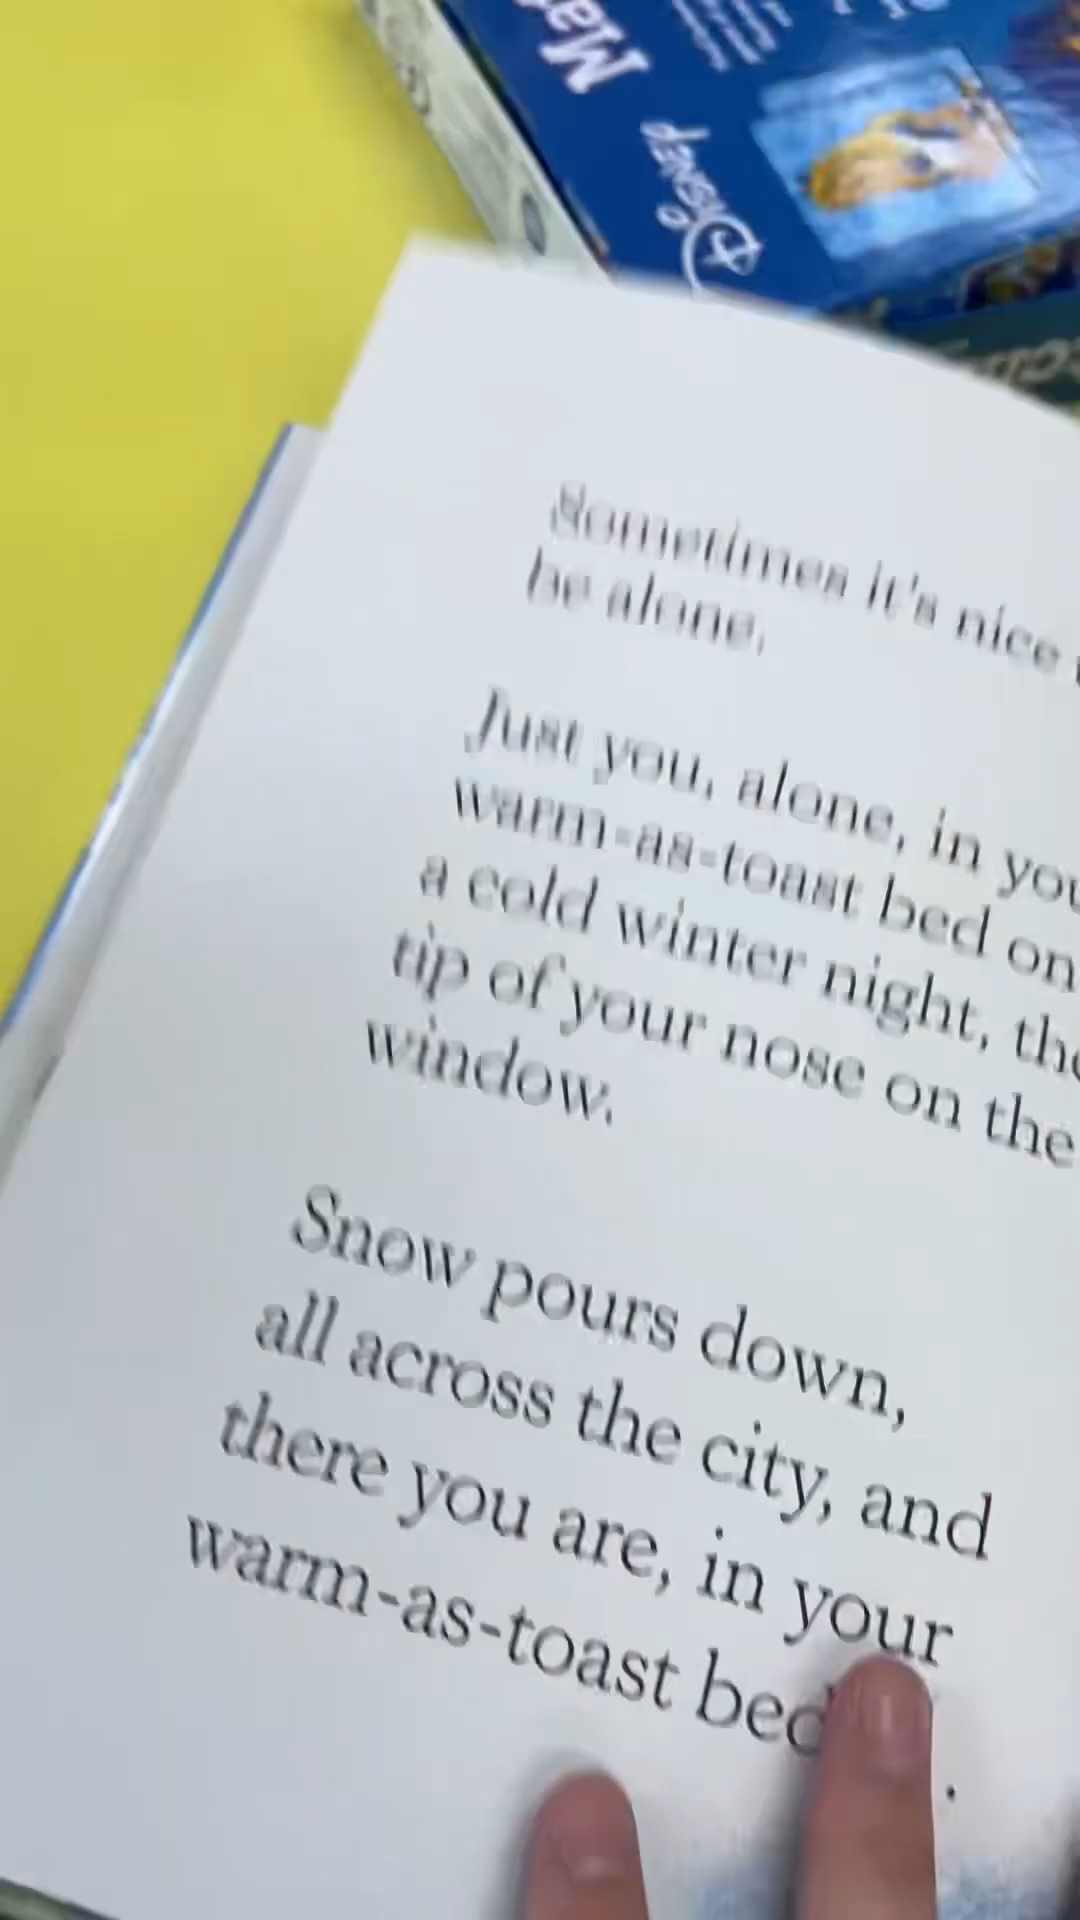 Ma
Disney
Sometimes it's nice
be alone.
Just you, alone, in you
warm-as-toast bed on
a cold winter night, the
tip of your nose on the
window.
Snow pours down,
all across the city, and
there you are, in your
warm-as-toast bed
.